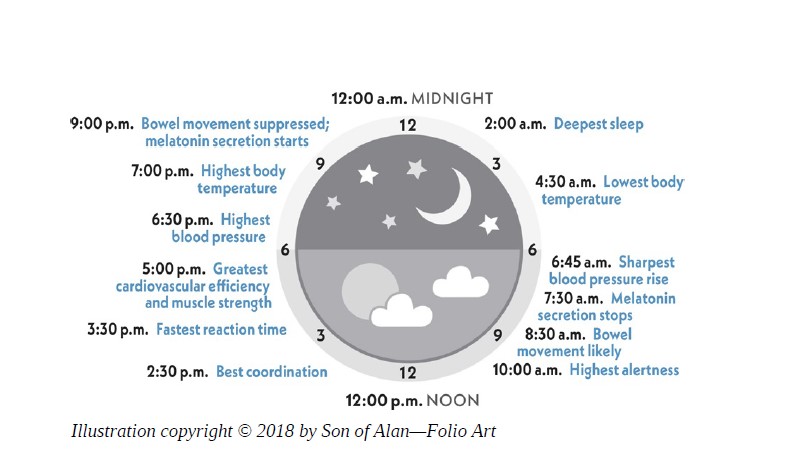 12:00 a.m. MIDNIGHT
9:00 p.m. Bowel movement suppressed;
melatonin secretion starts
12
2:00 a.m. Deepest sleep
9
3
7:00 p.m. Highest body
temperature
4:30 a.m. Lowest body
temperature
6:30 p.m. Highest
blood pressure
6
6
5:00 p.m. Greatest
cardiovascular efficiency
and muscle strength
6:45 a.m. Sharpest
blood pressure rise
7:30 a.m. Melatonin
secretion stops
3:30 p.m. Fastest reaction time
3
9
8:30 a.m. Bowel
movement likely
2:30 p.m. Best coordination
12
10:00 a.m. Highest alertness
12:00 p.m. NOON
Illustration copyright © 2018 by Son of Alan—Folio Art